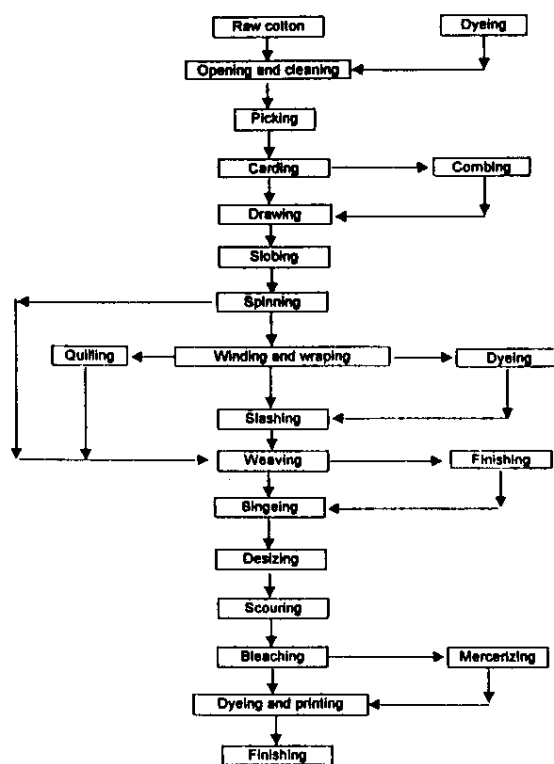 Raw cotton
Dyeing
Opening and cleaning
Picking
Carding
Combing
Drawing
Slobing
Spinning
Quilling
Winding and wraping
Dyeing
Slashing
Weaving
Finishing
Singeing
Desizing
Scouring
Bleaching
Mercerizing
Dyeing and printing
Finishing